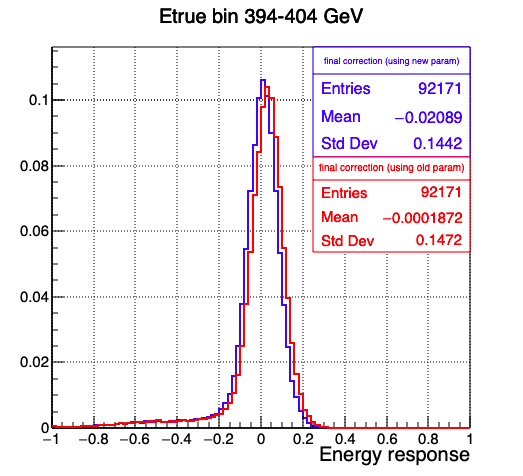 Etrue bin 394-404 GeV
final correction (using new param)
Entries 92171
Mean −0.02089
Std Dev 0.1442
final correction (using old param)
Entries 92171
Mean −0.0001872
Std Dev 0.1472
0.1
0.08
0.06
0.04
0.02
0
−1 −0.8 −0.6 −0.4 −0.2 0 0.2 0.4 0.6 0.8 1
Energy response